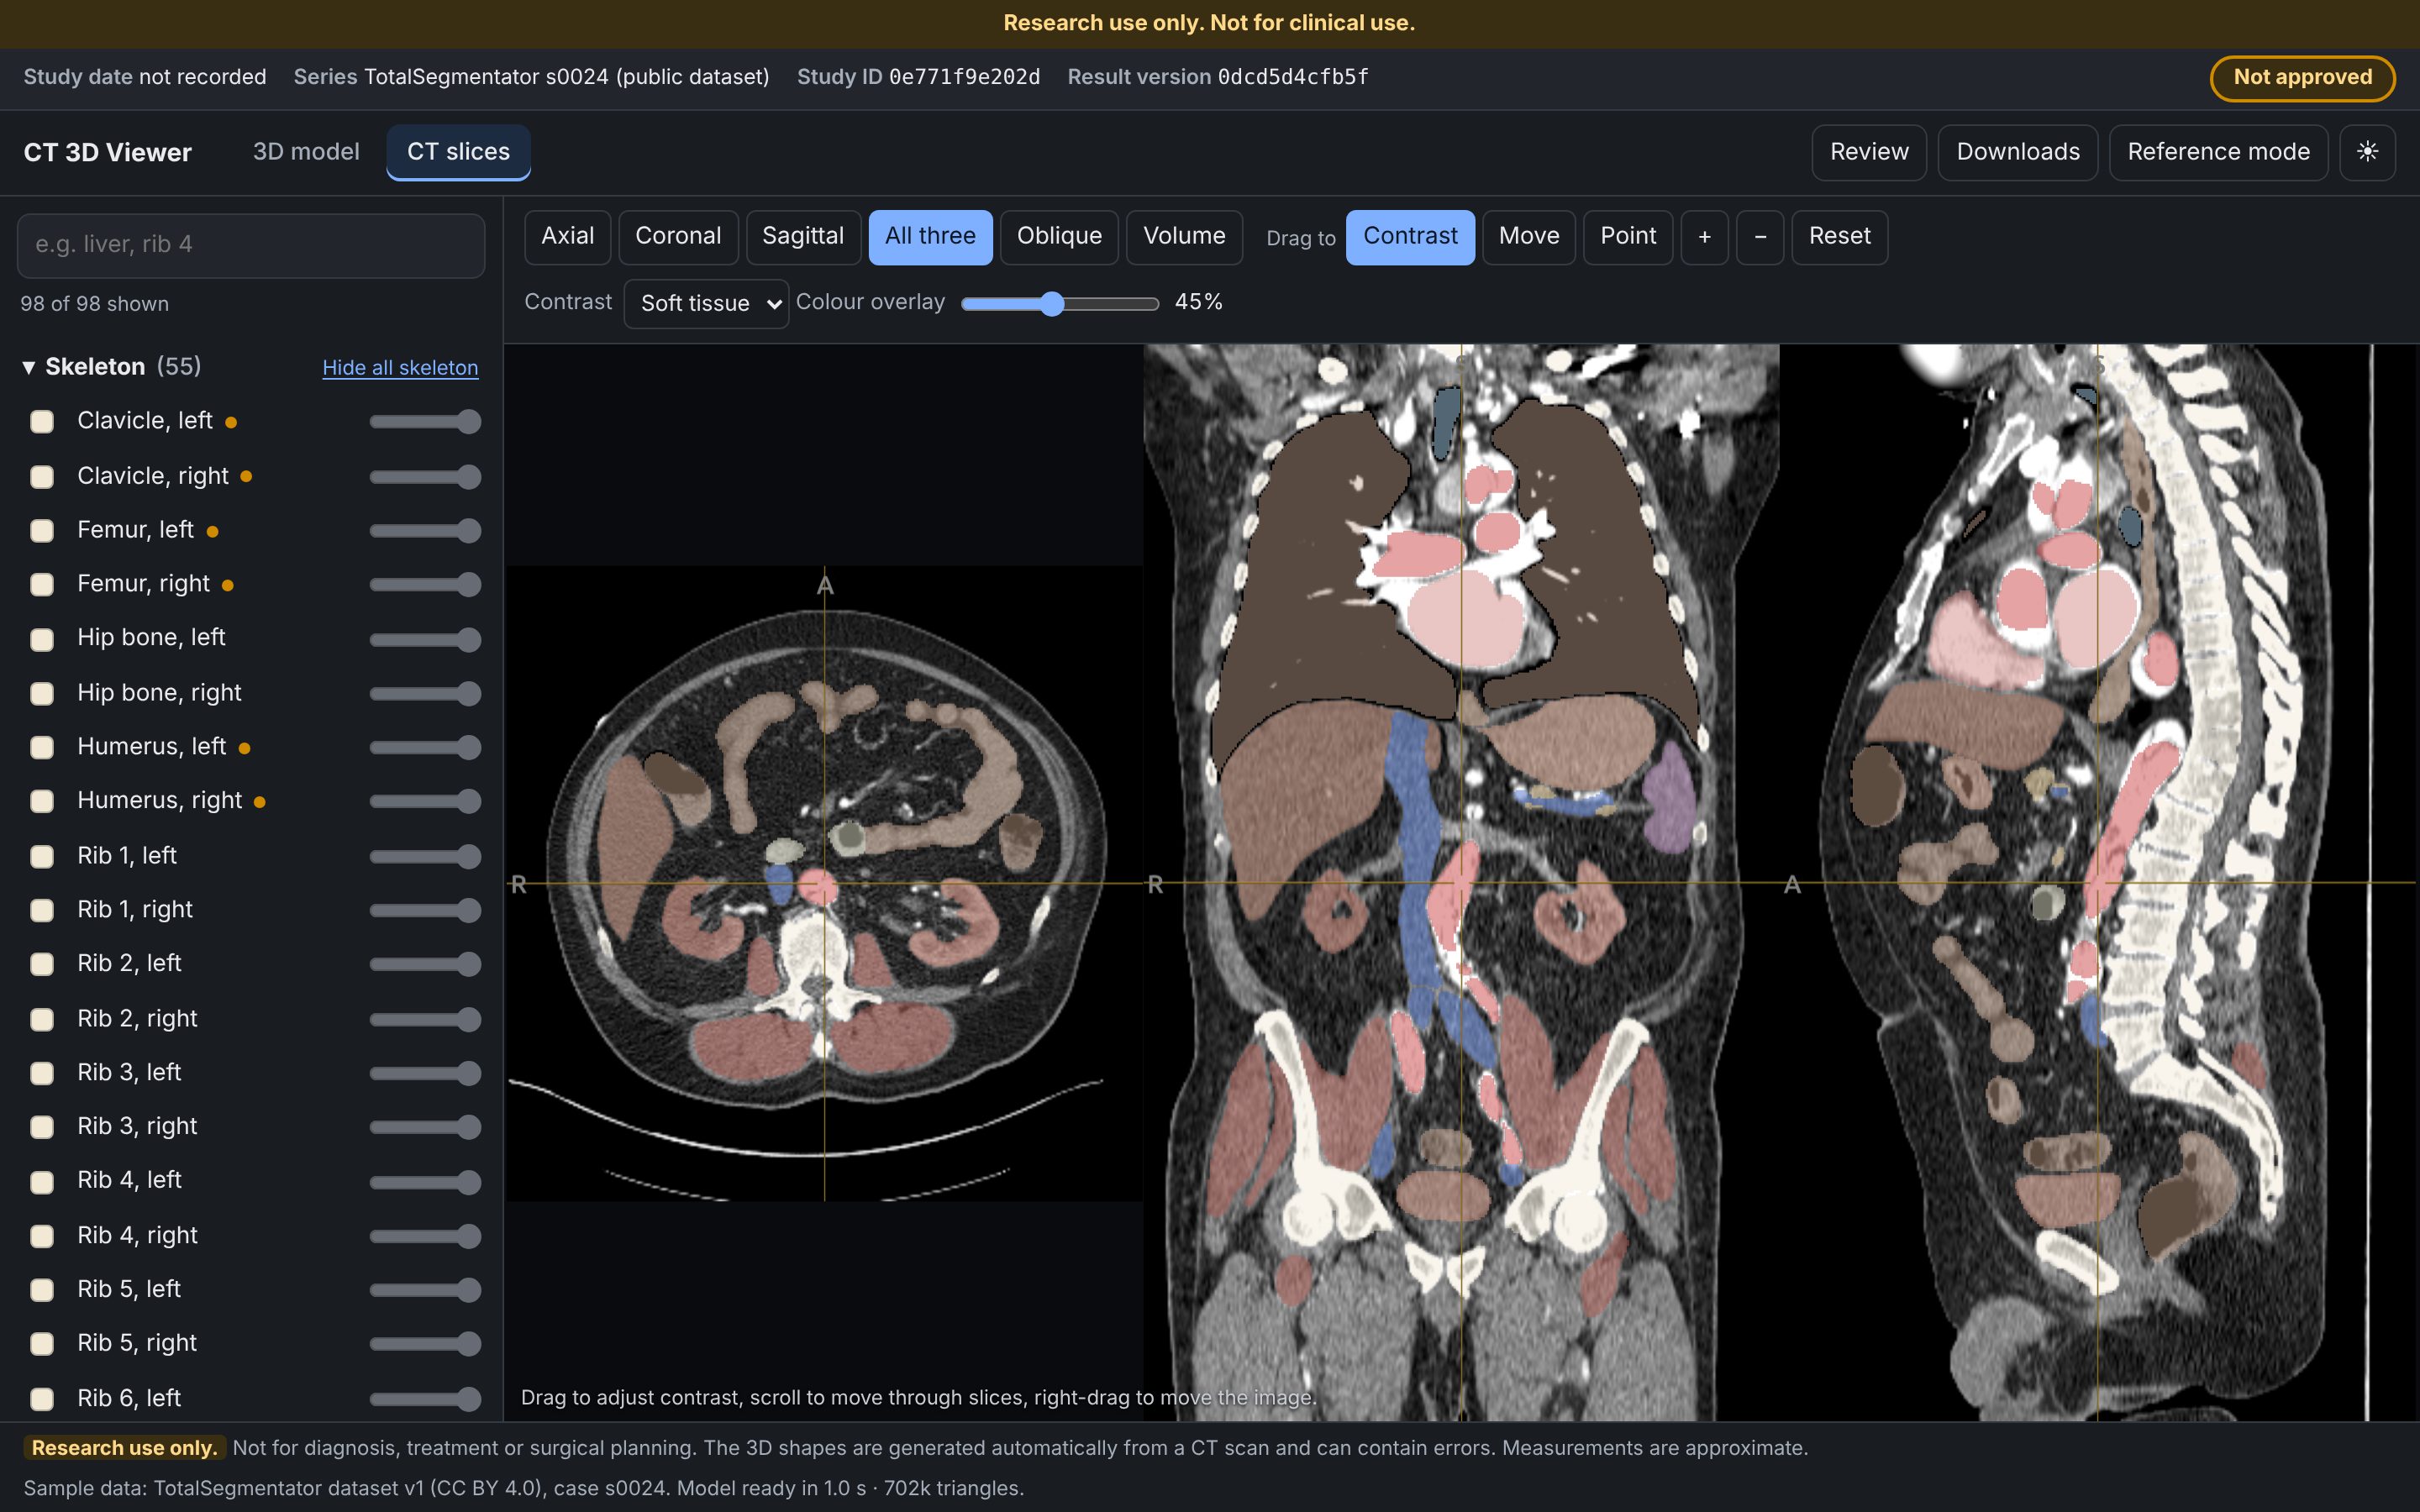 Research use only. Not for clinical use.
Study date not recorded Series TotalSegmentator s0024 (public dataset) Study ID 0e771f9e202d Result version 0dcd5d4cfb5f Not approved
CT 3D Viewer 3D model CT slices Review Downloads Reference mode
Axial Coronal Sagittal All three Oblique Volume Drag to Contrast Move Point + − Reset
Contrast Soft tissue Colour overlay 45%
e.g. liver, rib 4
98 of 98 shown
▼ Skeleton (55) Hide all skeleton
Clavicle, left
Clavicle, right
Femur, left
Femur, right
Hip bone, left
Hip bone, right
Humerus, left
Humerus, right
Rib 1, left
Rib 1, right
Rib 2, left
Rib 2, right
Rib 3, left
Rib 3, right
Rib 4, left
Rib 4, right
Rib 5, left
Rib 5, right
Rib 6, left
A
R
S
R
S
A
Drag to adjust contrast, scroll to move through slices, right-drag to move the image.
Research use only. Not for diagnosis, treatment or surgical planning. The 3D shapes are generated automatically from a CT scan and can contain errors. Measurements are approximate.
Sample data: TotalSegmentator dataset v1 (CC BY 4.0), case s0024. Model ready in 1.0 s · 702k triangles.